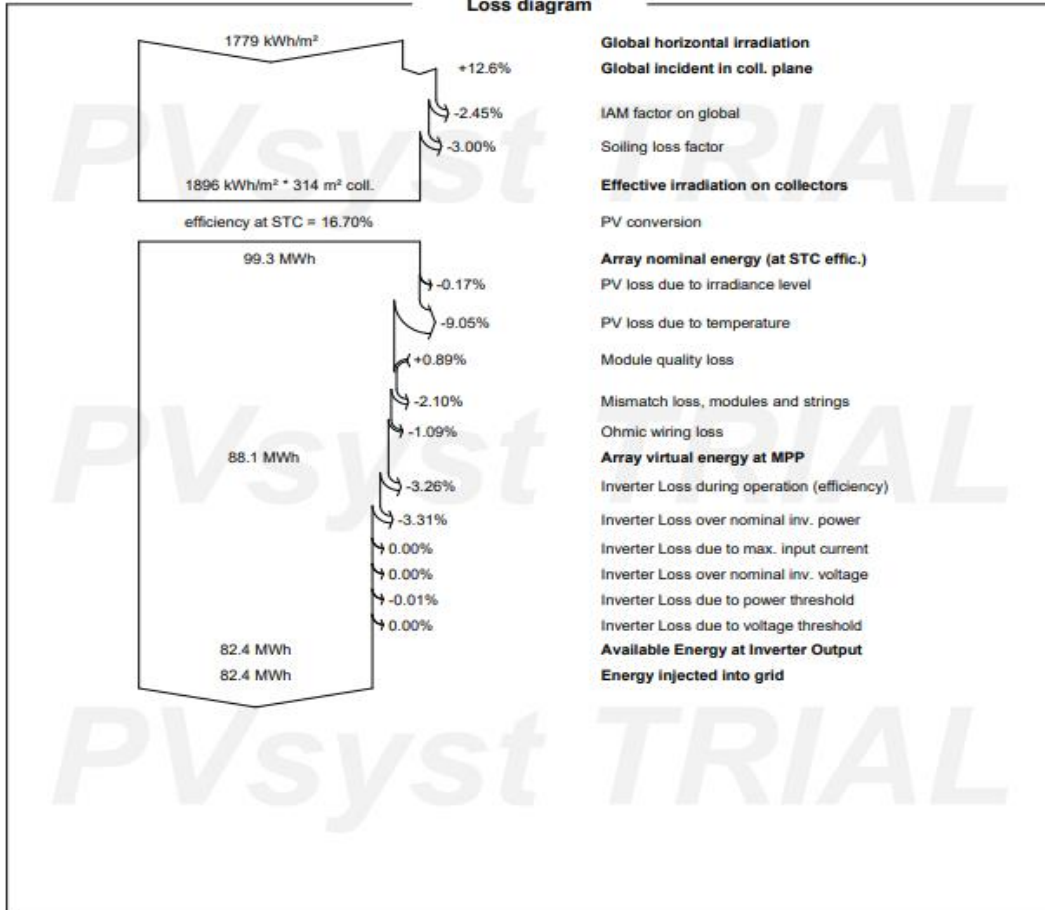 Loss diagram
1779 kWh/m² Global horizontal irradiation
+12.6% Global incident in coll. plane
-2.45% IAM factor on global
-3.00% Soiling loss factor
1896 kWh/m² * 314 m² coll. Effective irradiation on collectors
efficiency at STC = 16.70% PV conversion
99.3 MWh Array nominal energy (at STC effic.)
-0.17% PV loss due to irradiance level
-9.05% PV loss due to temperature
+0.89% Module quality loss
-2.10% Mismatch loss, modules and strings
-1.09% Ohmic wiring loss
88.1 MWh Array virtual energy at MPP
-3.26% Inverter Loss during operation (efficiency)
-3.31% Inverter Loss over nominal inv. power
0.00% Inverter Loss due to max. input current
0.00% Inverter Loss over nominal inv. voltage
-0.01% Inverter Loss due to power threshold
0.00% Inverter Loss due to voltage threshold
82.4 MWh Available Energy at Inverter Output
82.4 MWh Energy injected into grid
PVsyst TRIAL
PVsyst TRIAL
PVsyst TRIAL